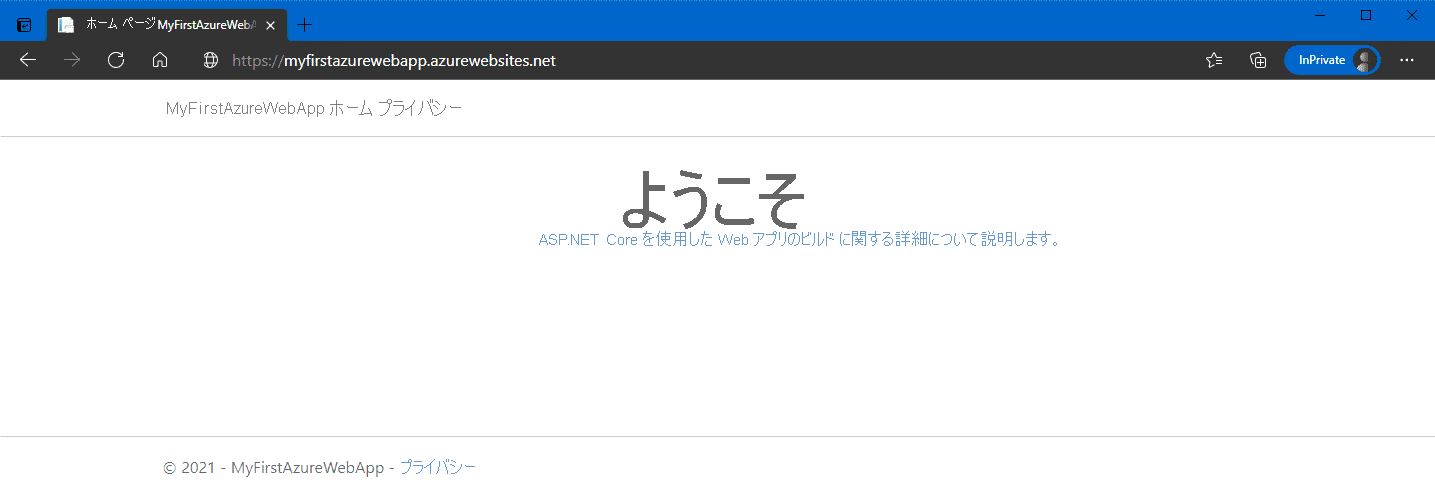 ホーム ページ MyFirstAzureWebA
https://myfirstazurewebapp.azurewebsites.net
InPrivate
MyFirstAzureWebApp ホーム プライバシー
ようこそ
ASP.NET Core を使用した Web アプリのビルド に関する詳細について説明します。
© 2021 - MyFirstAzureWebApp - プライバシー